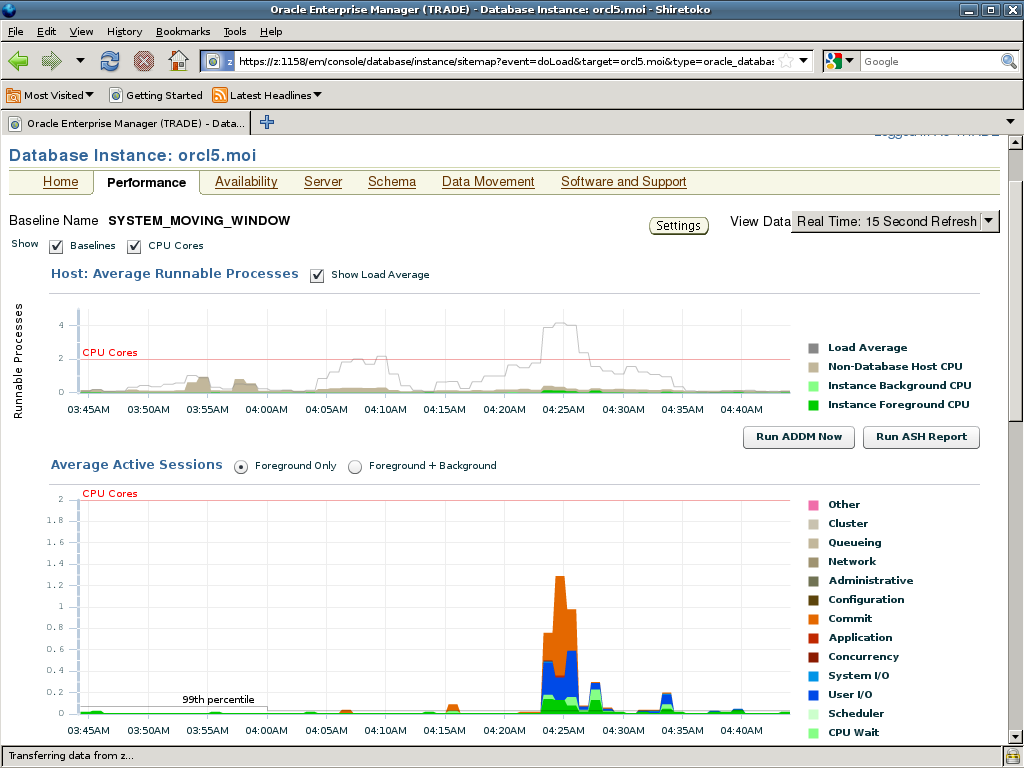 Oracle Enterprise Manager (TRADE) - Database Instance: orcl5.moi - Shiretoko
File Edit View History Bookmarks Tools Help
z https://z:1158/em/console/database/instance/sitemap?event=doLoad&target=orcl5.moi&type=oracle_databas Google
Most Visited Getting Started Latest Headlines
Oracle Enterprise Manager (TRADE) - Data...
Database Instance: orcl5.moi
Home Performance Availability Server Schema Data Movement Software and Support
Baseline Name SYSTEM_MOVING_WINDOW Settings View Data Real Time: 15 Second Refresh
Show Baselines CPU Cores
Host: Average Runnable Processes Show Load Average
Runnable Processes
4
CPU Cores
2
0
03:45AM 03:50AM 03:55AM 04:00AM 04:05AM 04:10AM 04:15AM 04:20AM 04:25AM 04:30AM 04:35AM 04:40AM
Load Average
Non-Database Host CPU
Instance Background CPU
Instance Foreground CPU
Run ADDM Now Run ASH Report
Average Active Sessions Foreground Only Foreground + Background
CPU Cores
2
1.8
1.6
1.4
1.2
1
0.8
0.6
0.4
0.2
0
99th percentile
03:45AM 03:50AM 03:55AM 04:00AM 04:05AM 04:10AM 04:15AM 04:20AM 04:25AM 04:30AM 04:35AM 04:40AM
Other
Cluster
Queueing
Network
Administrative
Configuration
Commit
Application
Concurrency
System I/O
User I/O
Scheduler
CPU Wait
Transferring data from z...